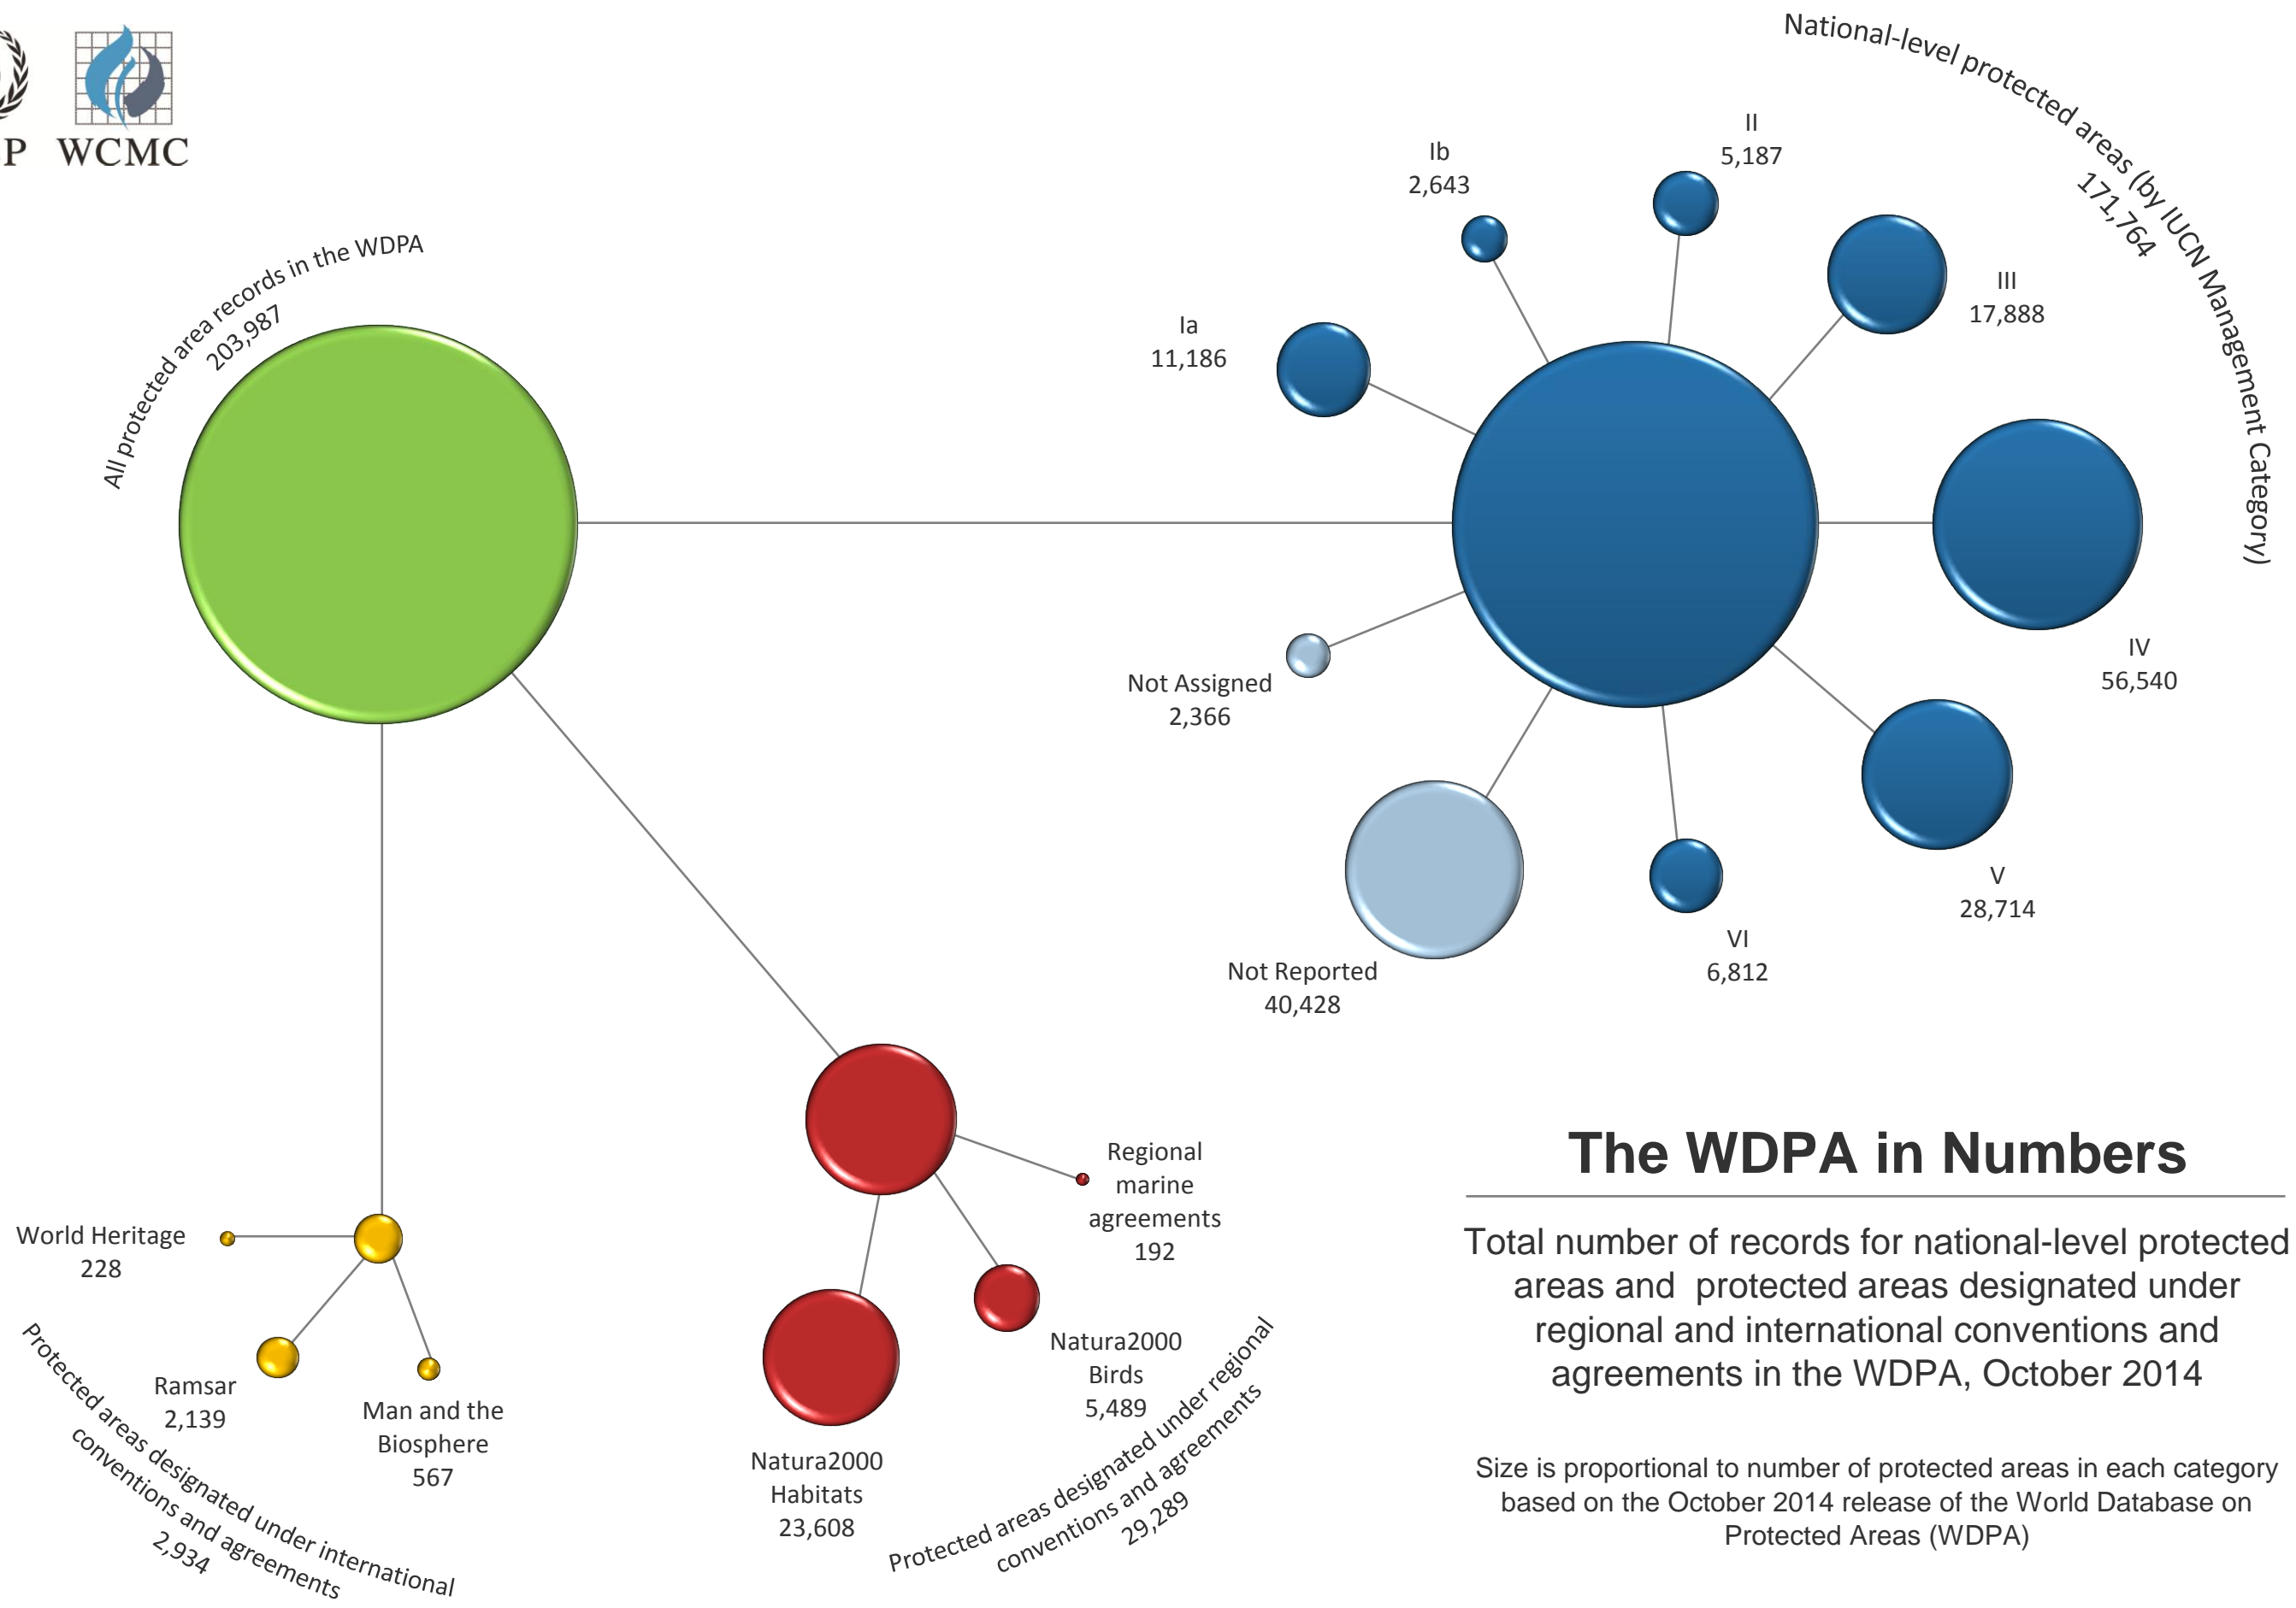 P WCMC
All protected area records in the WDPA
203,987
National-level protected areas (by IUCN Management Category)
171,764
Ia
11,186
Ib
2,643
II
5,187
III
17,888
IV
56,540
V
28,714
VI
6,812
Not Reported
40,428
Not Assigned
2,366
World Heritage
228
Ramsar
2,139
Man and the
Biosphere
567
Protected areas designated under international
conventions and agreements
2,934
Regional
marine
agreements
192
Natura2000
Birds
5,489
Natura2000
Habitats
23,608
Protected areas designated under regional
conventions and agreements
29,289
The WDPA in Numbers
Total number of records for national-level protected
areas and protected areas designated under
regional and international conventions and
agreements in the WDPA, October 2014
Size is proportional to number of protected areas in each category
based on the October 2014 release of the World Database on
Protected Areas (WDPA)